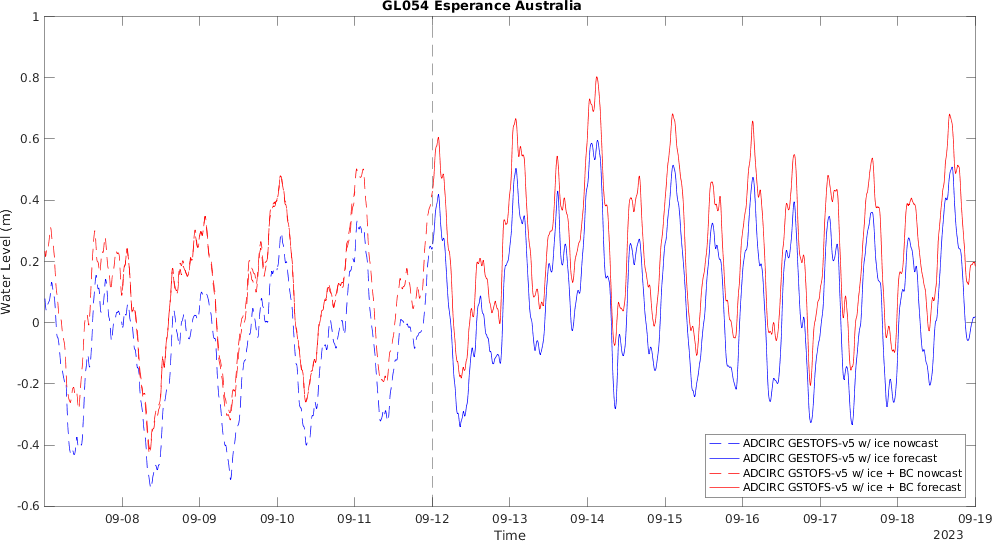 GL054 Esperance Australia
Water Level (m)
1
0.8
0.6
0.4
0.2
0
-0.2
-0.4
-0.6
09-08 09-09 09-10 09-11 09-12 09-13 09-14 09-15 09-16 09-17 09-18 09-19
Time
2023
ADCIRC GESTOFS-v5 w/ ice nowcast
ADCIRC GESTOFS-v5 w/ ice forecast
ADCIRC GSTOFS-v5 w/ ice + BC nowcast
ADCIRC GSTOFS-v5 w/ ice + BC forecast